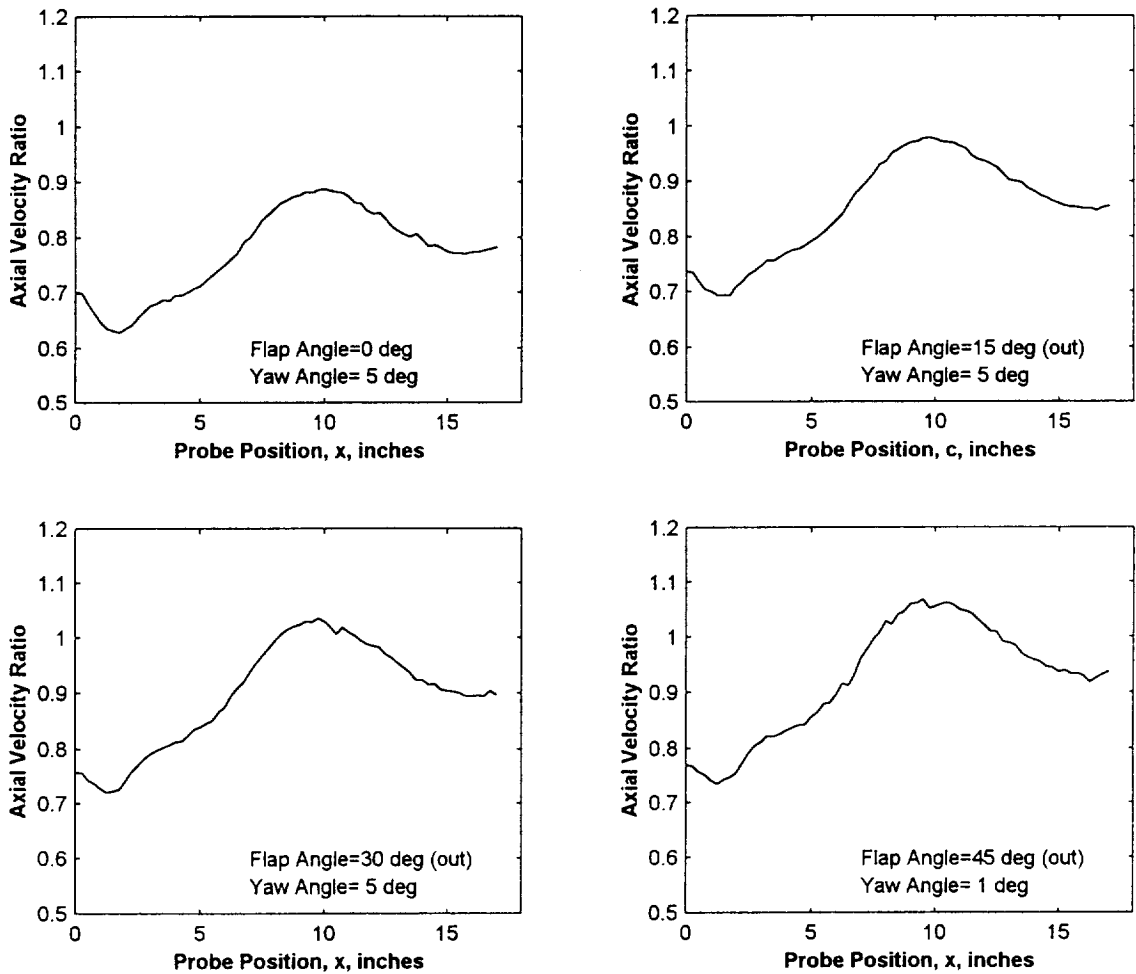 1.2
1.1
1
0.9
0.8
0.7
0.6
0.5
Axial Velocity Ratio
Flap Angle=0 deg
Yaw Angle= 5 deg
0 5 10 15
Probe Position, x, inches
1.2
1.1
1
0.9
0.8
0.7
0.6
0.5
Axial Velocity Ratio
Flap Angle=15 deg (out)
Yaw Angle= 5 deg
0 5 10 15
Probe Position, c, inches
1.2
1.1
1
0.9
0.8
0.7
0.6
0.5
Axial Velocity Ratio
Flap Angle=30 deg (out)
Yaw Angle= 5 deg
0 5 10 15
Probe Position, x, inches
1.2
1.1
1
0.9
0.8
0.7
0.6
0.5
Axial Velocity Ratio
Flap Angle=45 deg (out)
Yaw Angle= 1 deg
0 5 10 15
Probe Position, x, inches